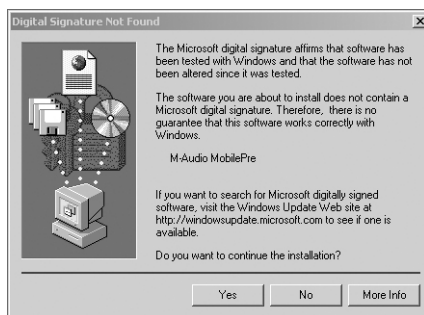 Digital Signature Not Found
The Microsoft digital signature affirms that software has
been tested with Windows and that the software has not
been altered since it was tested.
The software you are about to install does not contain a
Microsoft digital signature. Therefore, there is no
guarantee that this software works correctly with
Windows.
M-Audio MobilePre
If you want to search for Microsoft digitally signed
software, visit the Windows Update Web site at
http://windowsupdate.microsoft.com to see if one is
available.
Do you want to continue the installation?
Yes
No
More Info